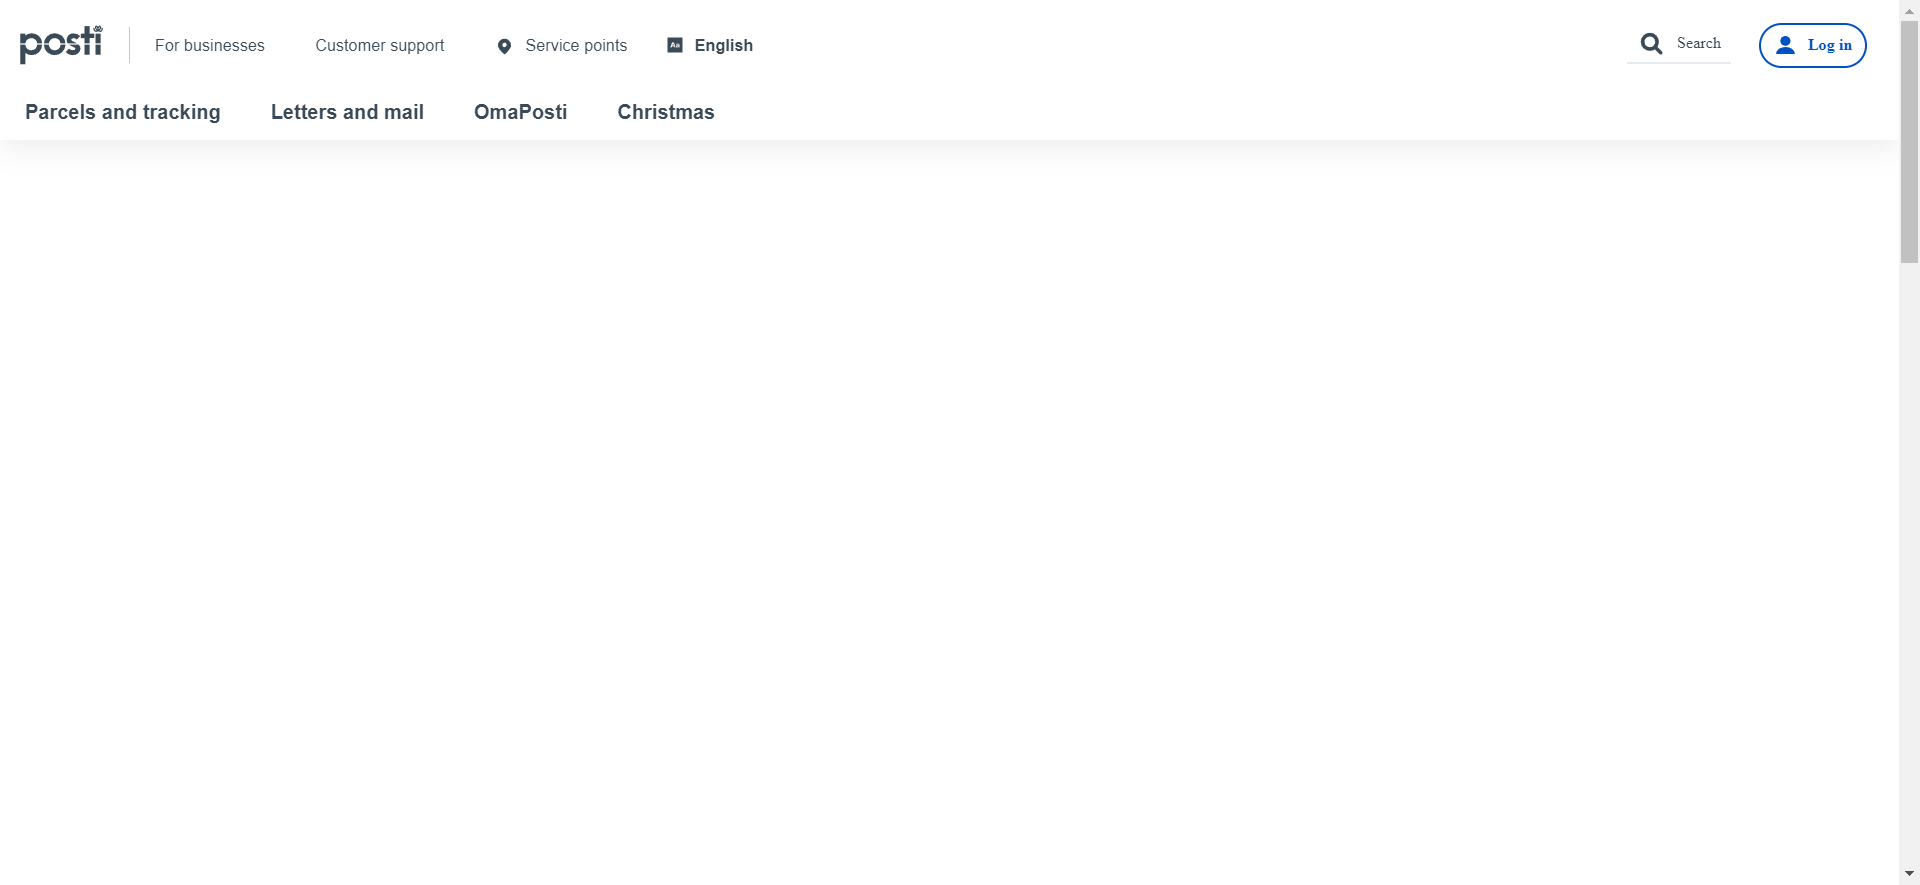 posti
For businesses
Customer support
Service points
Aa
English
Search
Log in
Parcels and tracking
Letters and mail
OmaPosti
Christmas